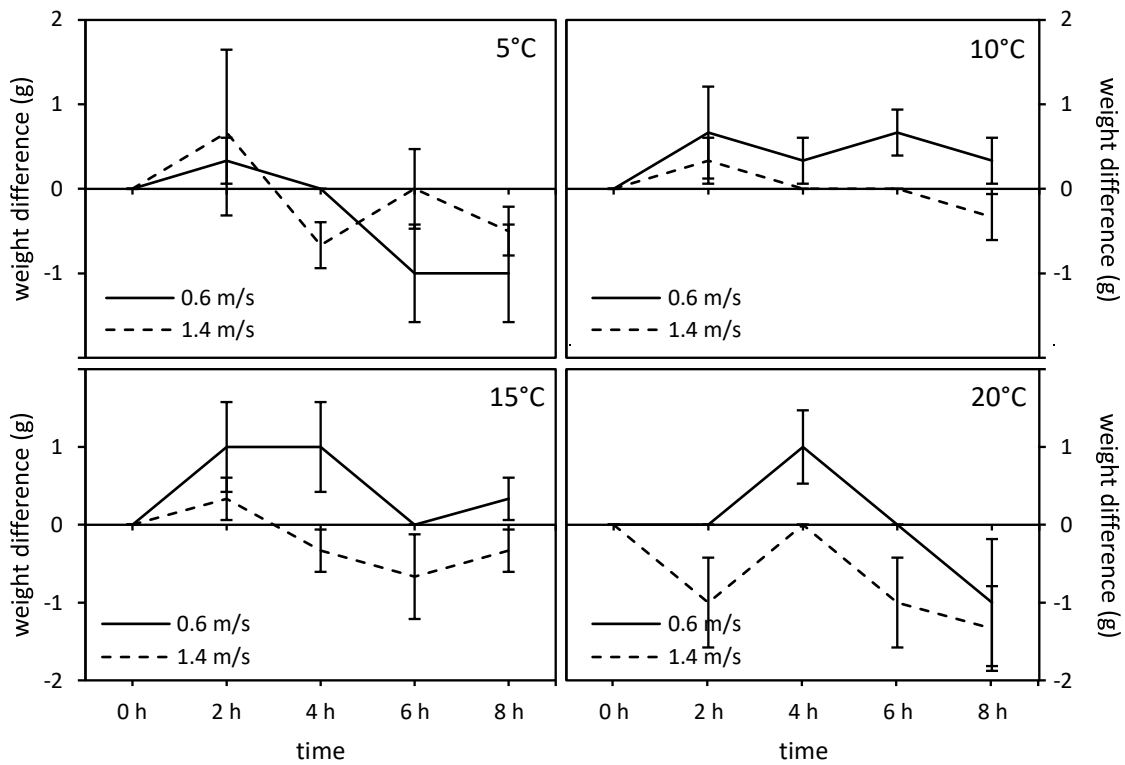 2
1
0
-1
weight difference (g)
5°C
0.6 m/s
1.4 m/s
10°C
0.6 m/s
1.4 m/s
2
1
0
-1
weight difference (g)
1
0
-1
-2
weight difference (g)
15°C
0.6 m/s
1.4 m/s
0 h 2 h 4 h 6 h 8 h
time
20°C
0.6 m/s
1.4 m/s
1
0
-1
-2
weight difference (g)
0 h 2 h 4 h 6 h 8 h
time